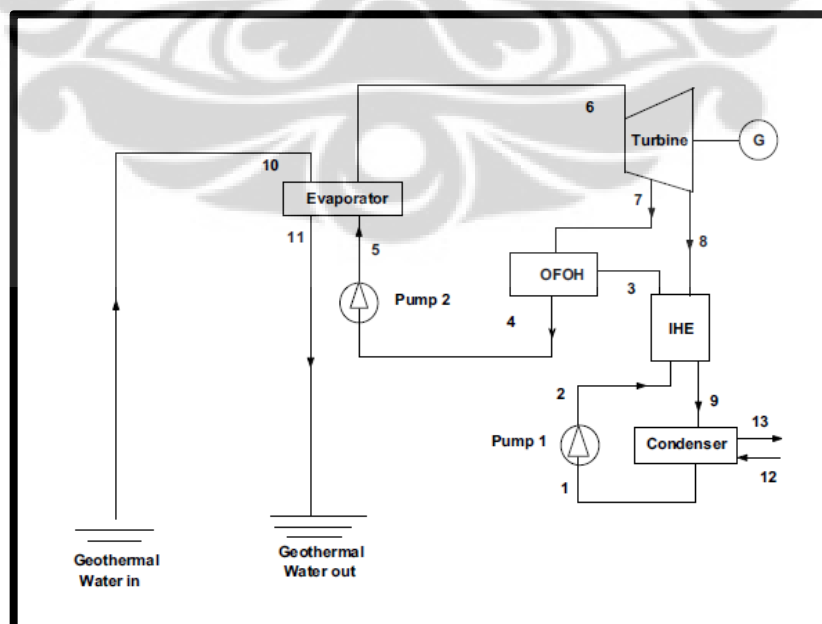 6
Turbine
G
10
Evaporator
11
5
7
8
OFOH
3
Pump 2
4
IHE
2
9
13
Pump 1
Condenser
12
1
Geothermal
Water in
Geothermal
Water out